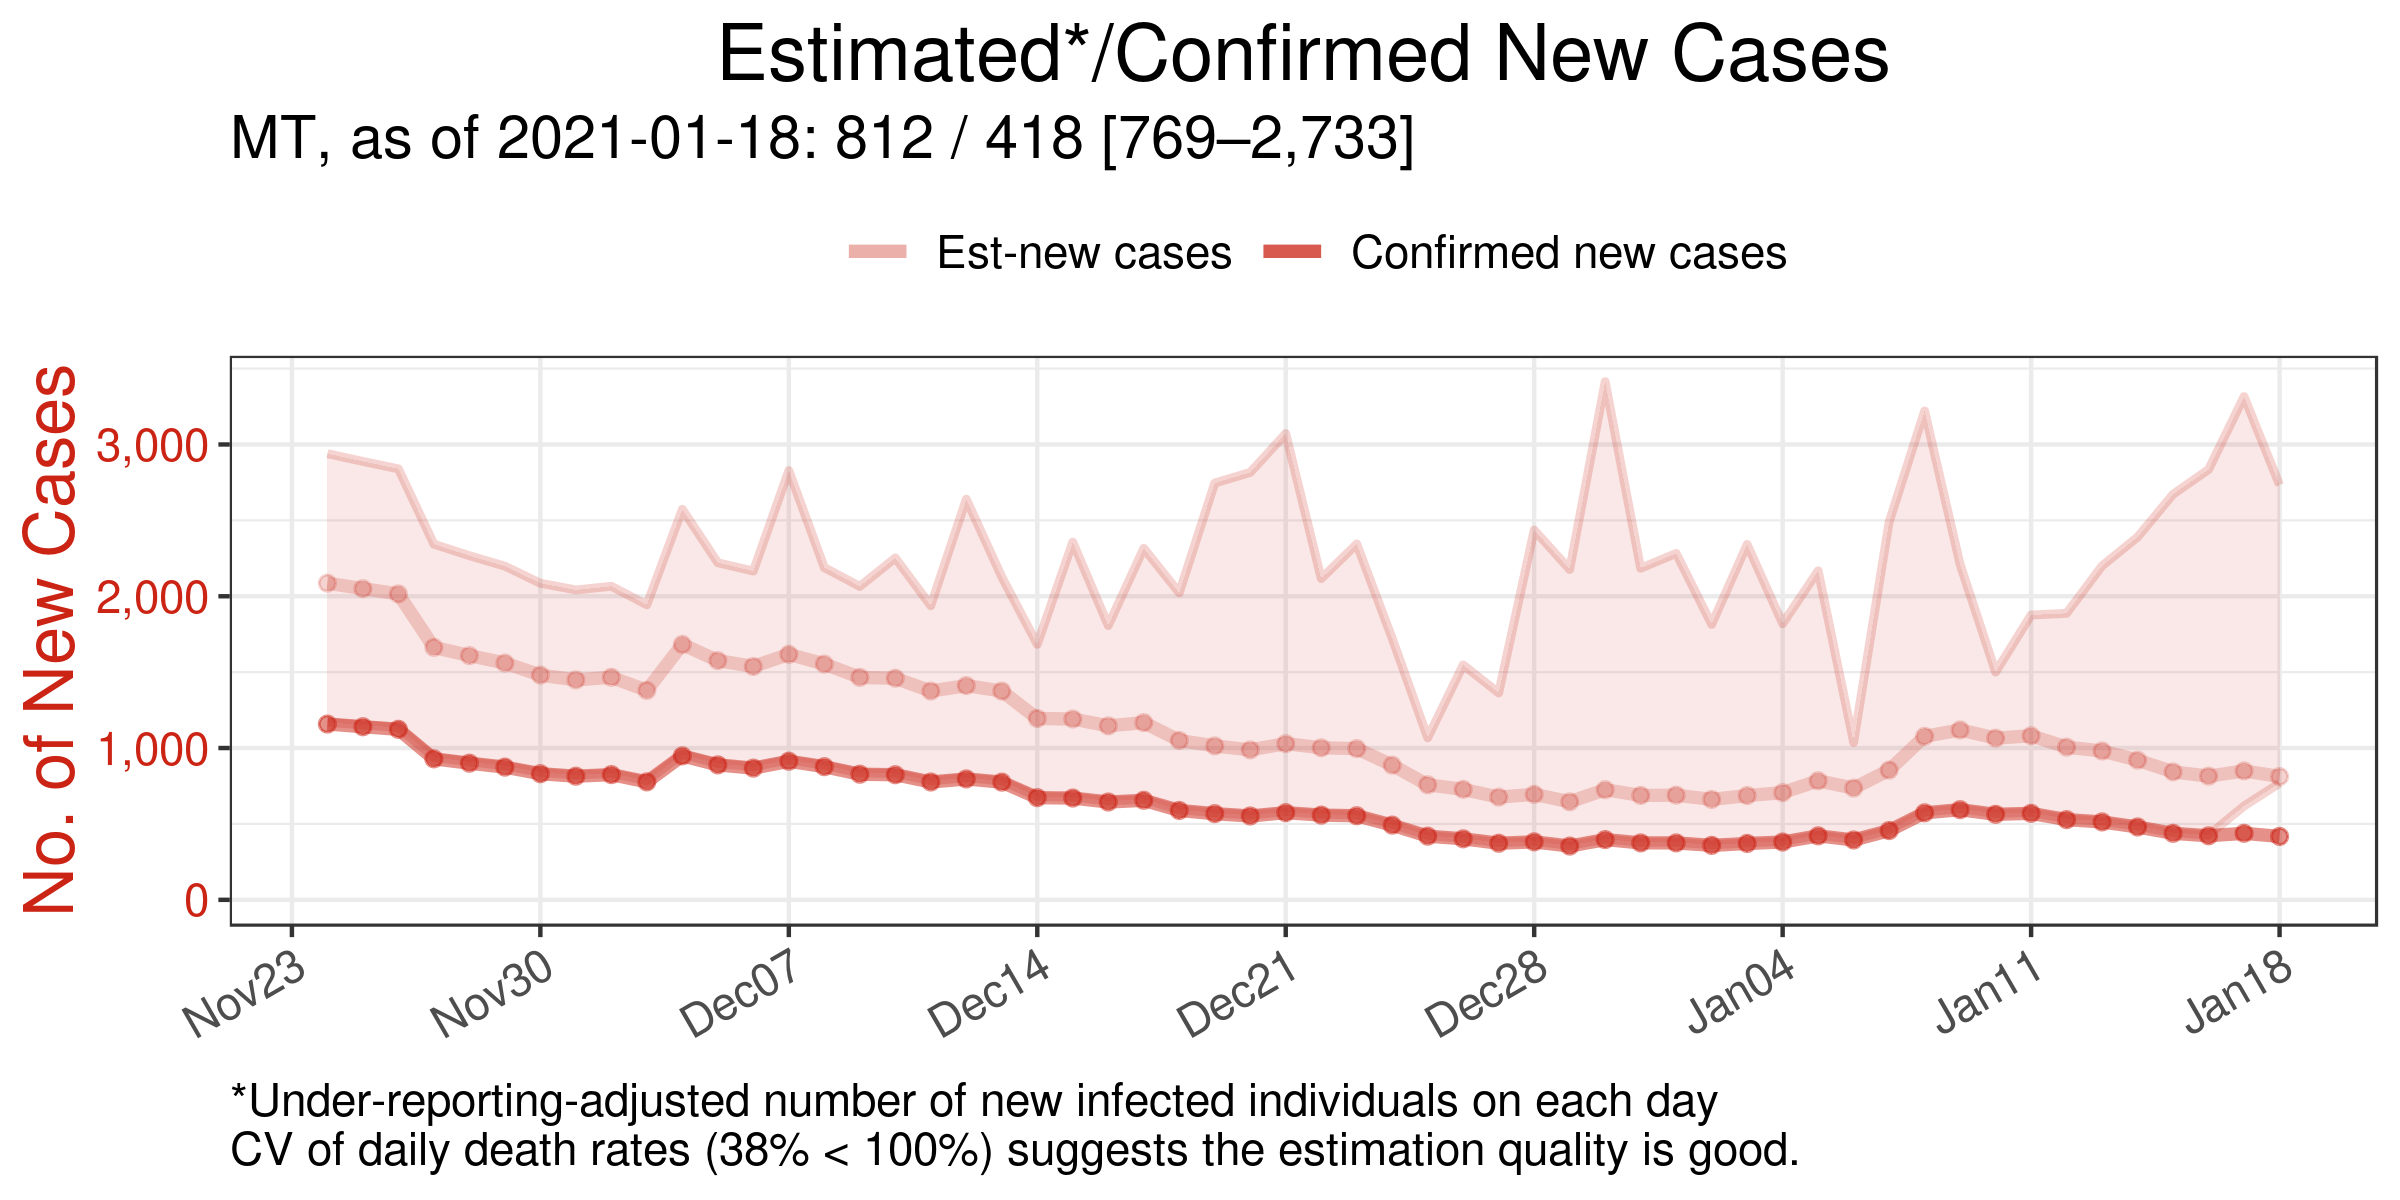 Estimated*/Confirmed New Cases
MT, as of 2021-01-18: 812 / 418 [769–2,733]
Est-new cases
Confirmed new cases
No. of New Cases
3,000
2,000
1,000
0
Nov23
Nov30
Dec07
Dec14
Dec21
Dec28
Jan04
Jan11
Jan18
*Under-reporting-adjusted number of new infected individuals on each day
CV of daily death rates (38% < 100%) suggests the estimation quality is good.